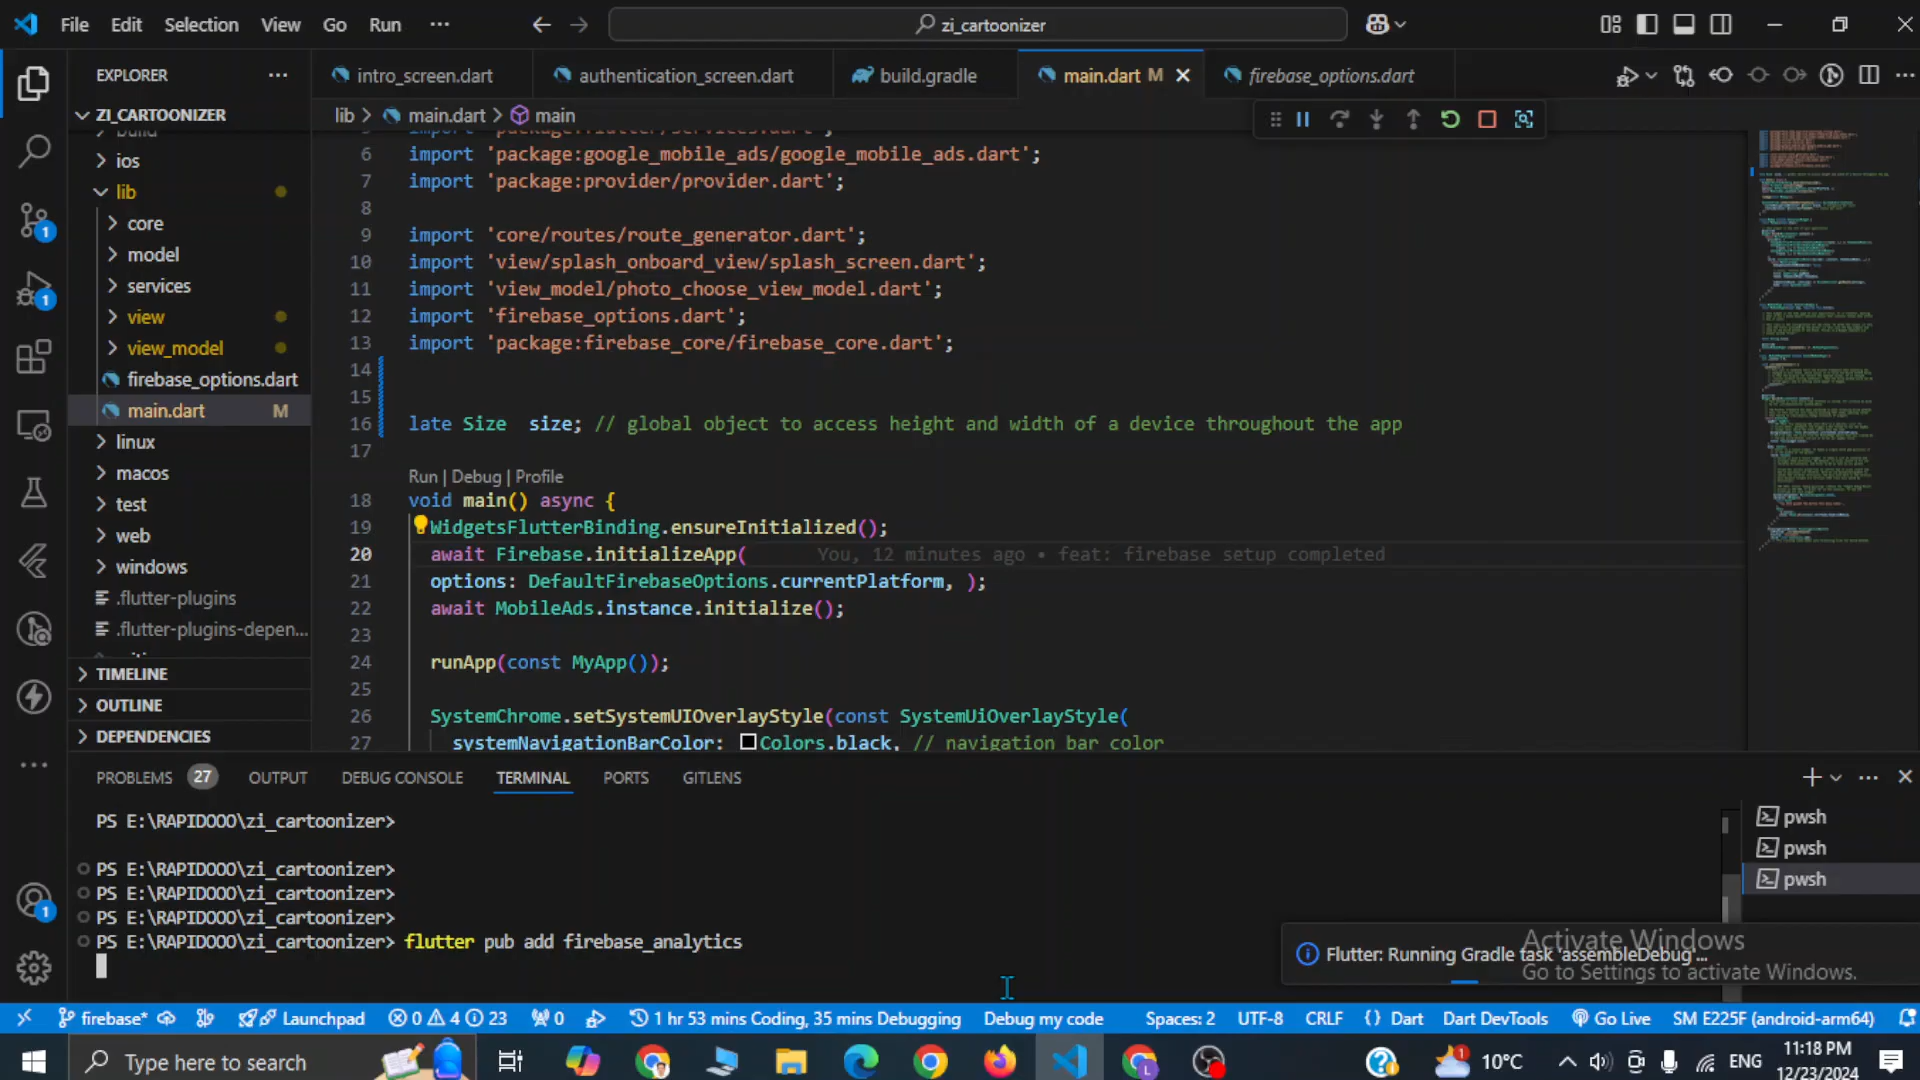 File Edit Selection View Go Run ··· zi_cartoonizer
EXPLORER ···
intro_screen.dart authentication_screen.dart build.gradle main.dart M firebase_options.dart
ZI_CARTOONIZER
lib > main.dart > main
build
ios
lib
core
model
services
view
view_model
firebase_options.dart
main.dart M
linux
macos
test
web
windows
.flutter-plugins
.flutter-plugins-depen...
TIMELINE
OUTLINE
DEPENDENCIES
5 import 'package:flutter/services.dart';
6 import 'package:google_mobile_ads/google_mobile_ads.dart';
7 import 'package:provider/provider.dart';
8
9 import 'core/routes/route_generator.dart';
10 import 'view/splash_onboard_view/splash_screen.dart';
11 import 'view_model/photo_choose_view_model.dart';
12 import 'firebase_options.dart';
13 import 'package:firebase_core/firebase_core.dart';
14
15
16 late Size size; // global object to access height and width of a device throughout the app
17
Run | Debug | Profile
18 void main() async {
19 WidgetsFlutterBinding.ensureInitialized();
20 await Firebase.initializeApp( You, 12 minutes ago • feat: firebase setup completed
21 options: DefaultFirebaseOptions.currentPlatform, );
22 await MobileAds.instance.initialize();
23
24 runApp(const MyApp());
25
26 SystemChrome.setSystemUIOverlayStyle(const SystemUiOverlayStyle(
27 systemNavigationBarColor: Colors.black, // navigation bar color
PROBLEMS 27 OUTPUT DEBUG CONSOLE TERMINAL PORTS GITLENS
PS E:\RAPIDOOO\zi_cartoonizer>
PS E:\RAPIDOOO\zi_cartoonizer>
PS E:\RAPIDOOO\zi_cartoonizer>
PS E:\RAPIDOOO\zi_cartoonizer>
PS E:\RAPIDOOO\zi_cartoonizer> flutter pub add firebase_analytics
pwsh
pwsh
pwsh
Flutter: Running Gradle task 'assembleDebug'...
Activate Windows
Go to Settings to activate Windows.
firebase* Launchpad 0 4 23 0 1 hr 53 mins Coding, 35 mins Debugging Debug my code Spaces: 2 UTF-8 CRLF {} Dart Dart DevTools Go Live SM E225F (android-arm64)
Type here to search 1 10°C ENG 11:18 PM
12/23/2024